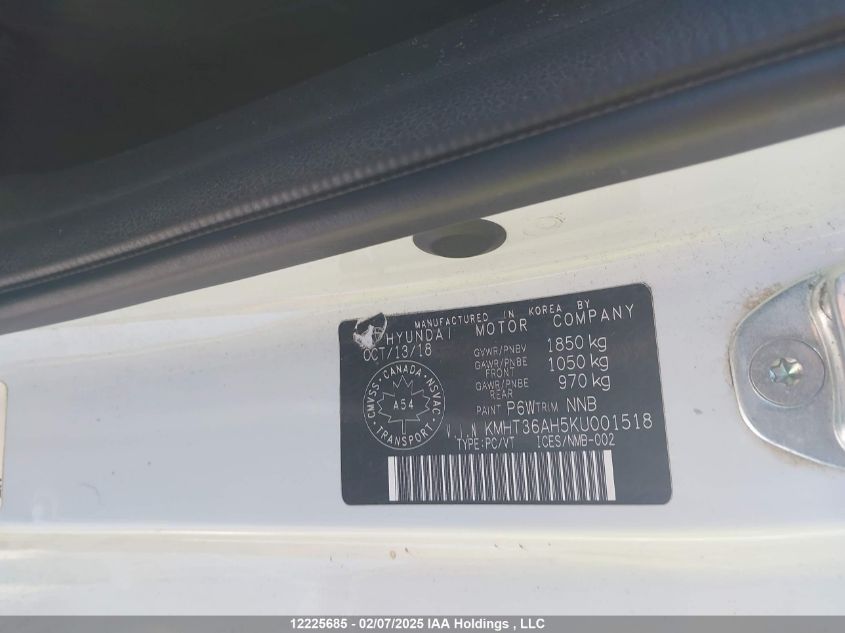 MANUFACTURED IN KOREA BY
HYUNDAI MOTOR COMPANY
OCT/13/18
GVWR/PNBV 1850 kg
GAWR/PNBE FRONT 1050 kg
GAWR/PNBE REAR 970 kg
CMVSS · CANADA · NSVAC
A54
· TRANSPORT ·
PAINT P6W TRIM NNB
V.I.N KMHT36AH5KU001518
TYPE:PC/VT ICES/NMB-002
12225685 - 02/07/2025 IAA Holdings , LLC